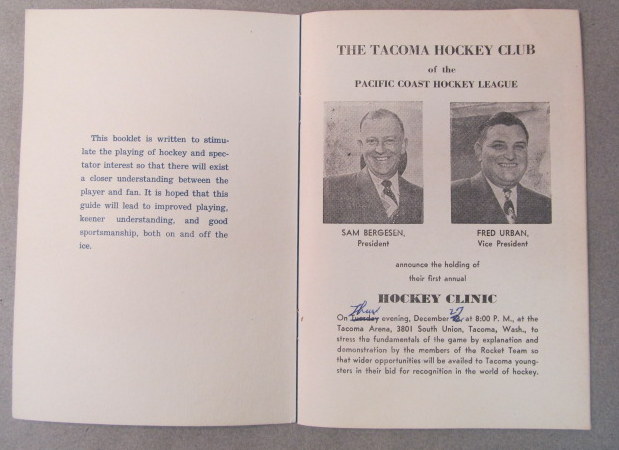 This booklet is written to stimu-
late the playing of hockey and spec-
tator interest so that there will exist
a closer understanding between the
player and fan. It is hoped that this
guide will lead to improved playing,
keener understanding, and good
sportsmanship, both on and off the
ice.
THE TACOMA HOCKEY CLUB
of the
PACIFIC COAST HOCKEY LEAGUE
SAM BERGESEN,
President
FRED URBAN,
Vice President
announce the holding of
their first annual
HOCKEY CLINIC
Thur 27
On Tuesday evening, December at 8:00 P. M., at the
Tacoma Arena, 3801 South Union, Tacoma, Wash., to
stress the fundamentals of the game by explanation and
demonstration by the members of the Rocket Team so
that wider opportunities will be availed to Tacoma young-
sters in their bid for recognition in the world of hockey.